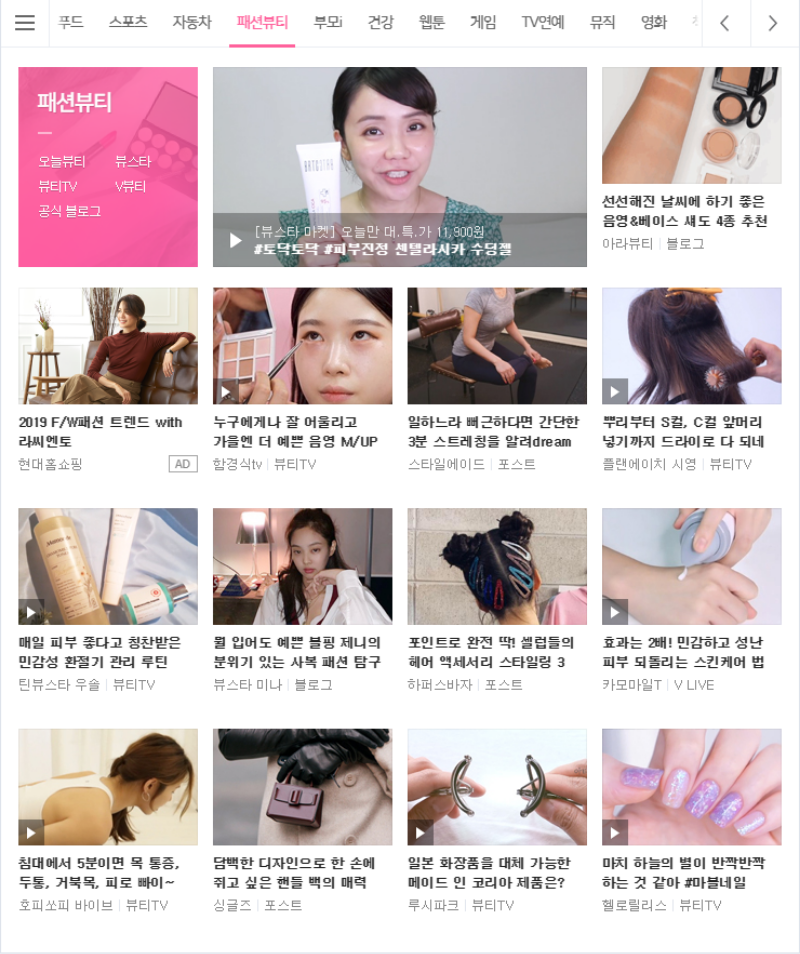 푸드 스포츠 자동차 패션뷰티 부모i 건강 웹툰 게임 TV연예 뮤직 영화
패션뷰티
오늘뷰티 뷰스타
뷰티TV V뷰티
공식 블로그
[뷰스타 마켓] 오늘만 대.특.가 11,900원
#토닥토닥 #피부진정 센텔라시카 수딩젤
선선해진 날씨에 하기 좋은
음영&베이스 섀도 4종 추천
아라뷰티 | 블로그
2019 F/W패션 트렌드 with
라씨엔토
현대홈쇼핑 AD
누구에게나 잘 어울리고
가을엔 더 예쁜 음영 M/UP
함경식tv | 뷰티TV
일하느라 뻐근하다면 간단한
3분 스트레칭을 알려dream
스타일에이드 | 포스트
뿌리부터 S컬, C컬 앞머리
넣기까지 드라이로 다 되네
플랜에이치 시영 | 뷰티TV
매일 피부 좋다고 칭찬받은
민감성 환절기 관리 루틴
틴뷰스타 우솔 | 뷰티TV
뭘 입어도 예쁜 블핑 제니의
분위기 있는 사복 패션 탐구
뷰스타 미나 | 블로그
포인트로 완전 딱! 셀럽들의
헤어 액세서리 스타일링 3
하퍼스바자 | 포스트
효과는 2배! 민감하고 성난
피부 되돌리는 스킨케어 법
카모마일T | V LIVE
침대에서 5분이면 목 통증,
두통, 거북목, 피로 빠이~
호피쏘피 바이브 | 뷰티TV
담백한 디자인으로 한 손에
쥐고 싶은 핸들 백의 매력
싱글즈 | 포스트
일본 화장품을 대체 가능한
메이드 인 코리아 제품은?
루시파크 | 뷰티TV
마치 하늘의 별이 반짝반짝
하는 것 같아 #마블네일
헬로릴리스 | 뷰티TV